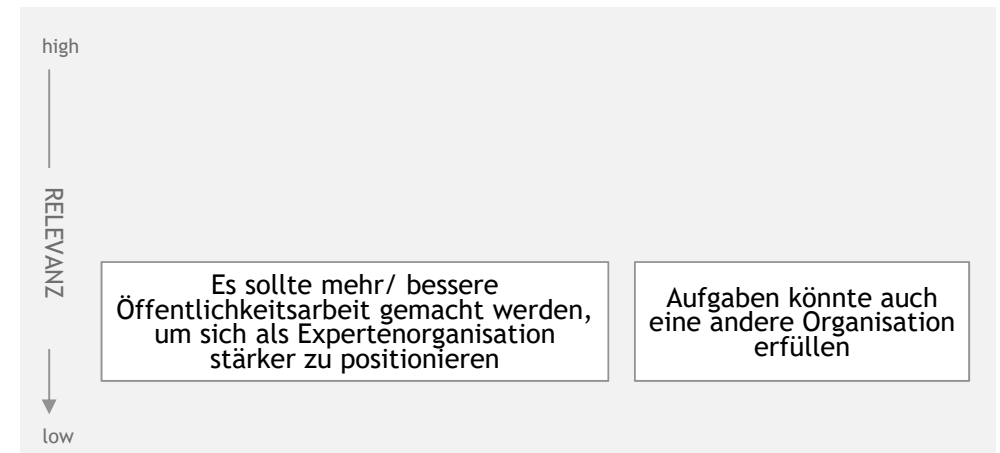 high
RELEVANZ
Es sollte mehr/ bessere
Öffentlichkeitsarbeit gemacht werden,
um sich als Expertenorganisation
stärker zu positionieren
Aufgaben könnte auch
eine andere Organisation
erfüllen
low